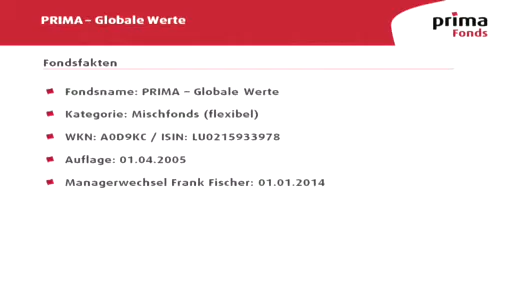 PRIMA – Globale Werte
prima
Fonds
Fondsfakten
Fondsname: PRIMA – Globale Werte
Kategorie: Mischfonds (flexibel)
WKN: A0D9KC / ISIN: LU0215933978
Auflage: 01.04.2005
Managerwechsel Frank Fischer: 01.01.2014